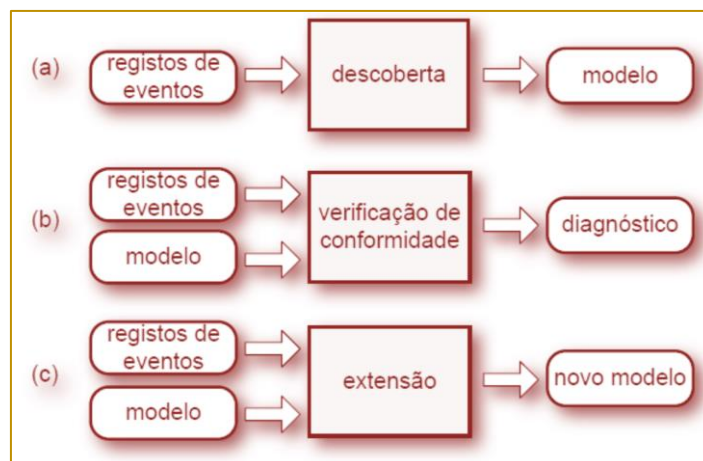 (a)
registos de
eventos
descoberta
modelo
(b)
registos de
eventos
modelo
verificação de
conformidade
diagnóstico
(c)
registos de
eventos
modelo
extensão
novo modelo